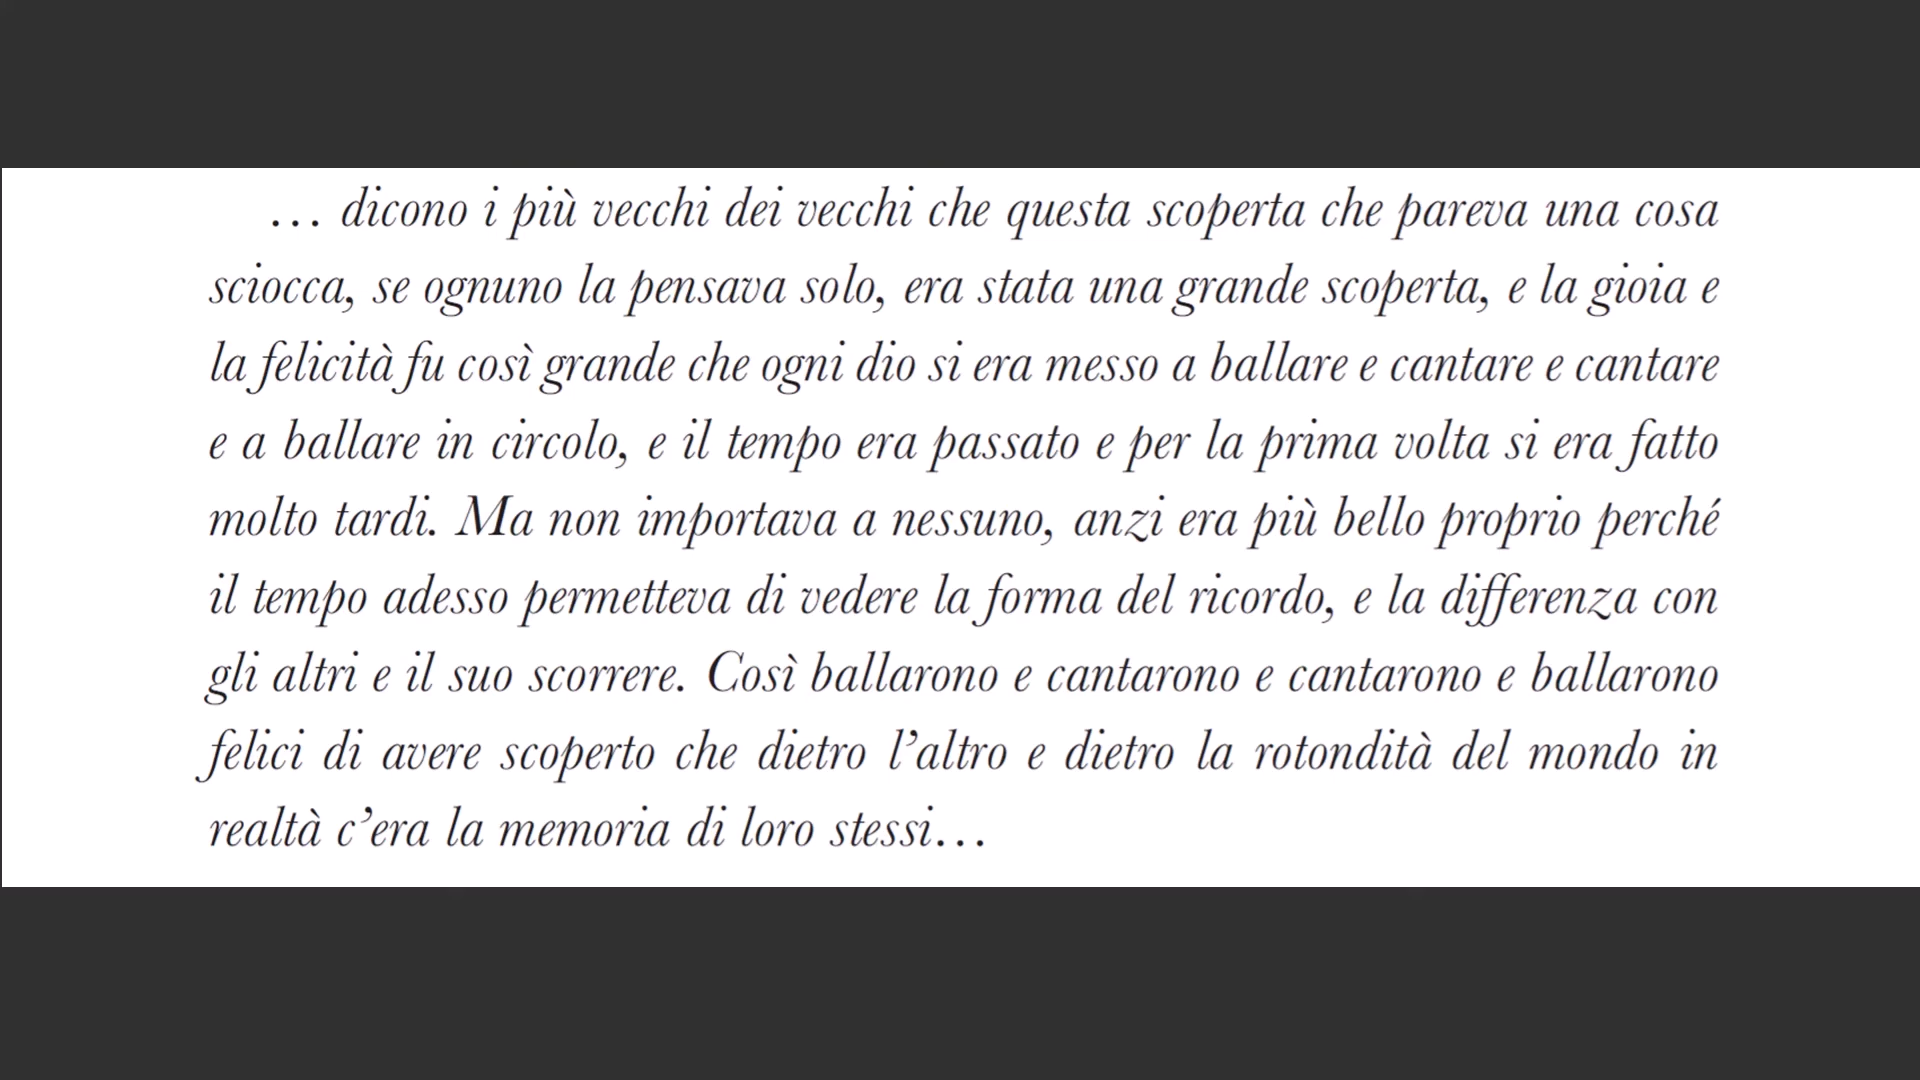 … dicono i più vecchi dei vecchi che questa scoperta che pareva una cosa
sciocca, se ognuno la pensava solo, era stata una grande scoperta, e la gioia e
la felicità fu così grande che ogni dio si era messo a ballare e cantare e cantare
e a ballare in circolo, e il tempo era passato e per la prima volta si era fatto
molto tardi. Ma non importava a nessuno, anzi era più bello proprio perché
il tempo adesso permetteva di vedere la forma del ricordo, e la differenza con
gli altri e il suo scorrere. Così ballarono e cantarono e cantarono e ballarono
felici di avere scoperto che dietro l’altro e dietro la rotondità del mondo in
realtà c’era la memoria di loro stessi…